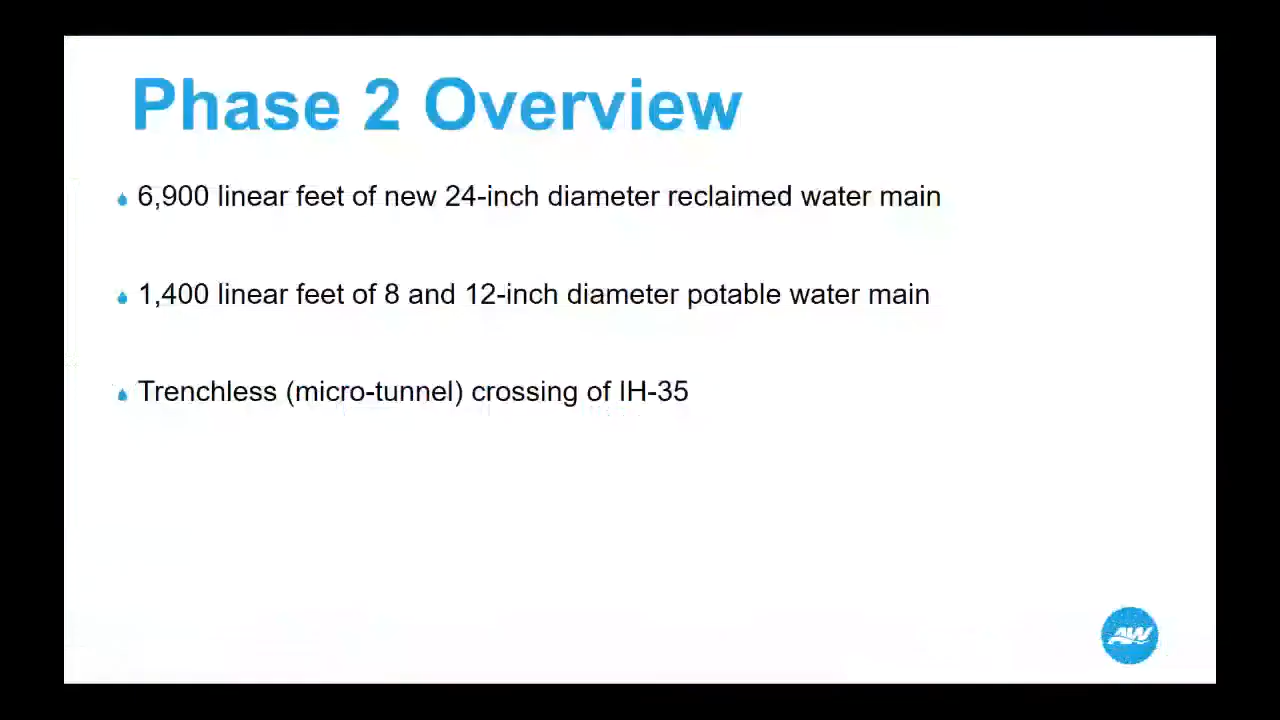 Phase 2 Overview
6,900 linear feet of new 24-inch diameter reclaimed water main
1,400 linear feet of 8 and 12-inch diameter potable water main
Trenchless (micro-tunnel) crossing of IH-35
AW